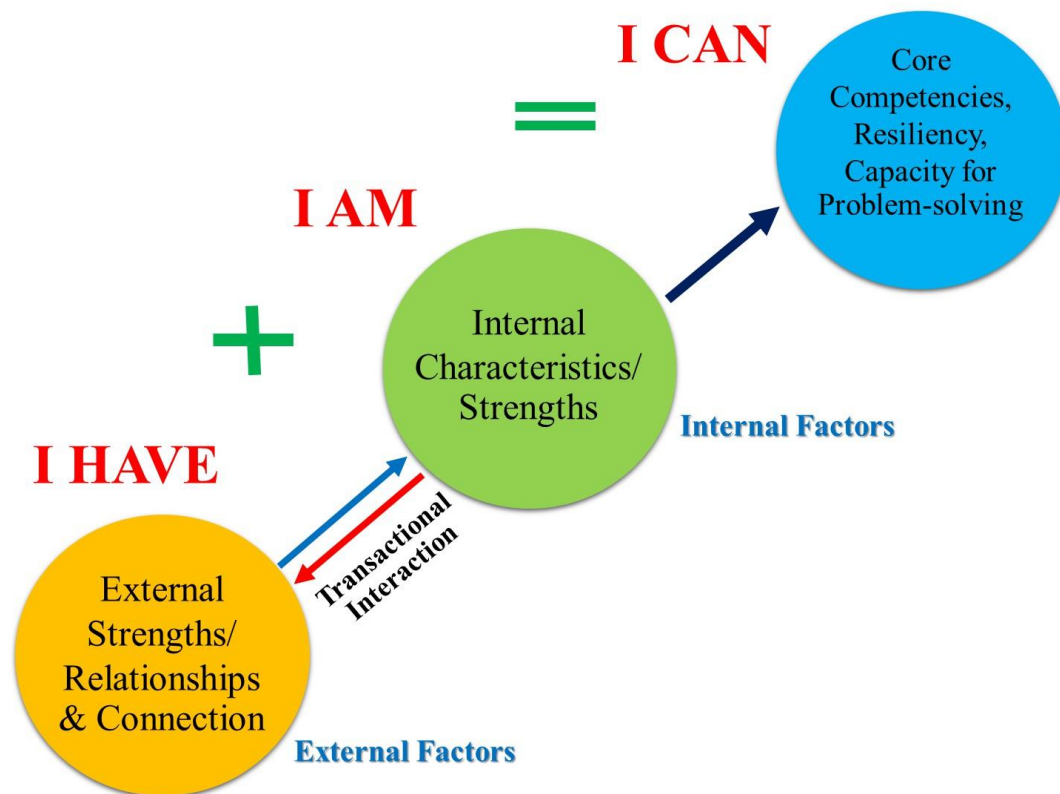 I CAN
Core
Competencies,
Resiliency,
Capacity for
Problem-solving
=
I AM
Internal
Characteristics/
Strengths
Internal Factors
+
I HAVE
Transactional
Interaction
External
Strengths/
Relationships
& Connection
External Factors